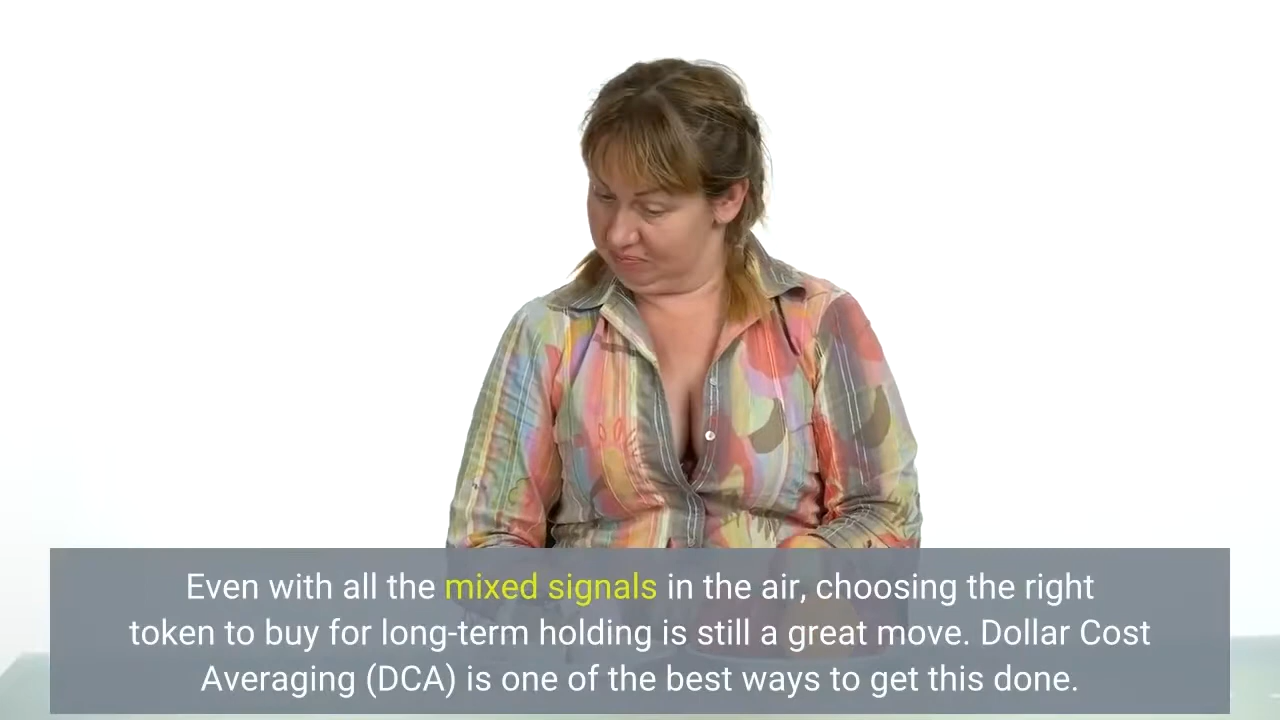 Even with all the mixed signals in the air, choosing the right
token to buy for long-term holding is still a great move. Dollar Cost
Averaging (DCA) is one of the best ways to get this done.